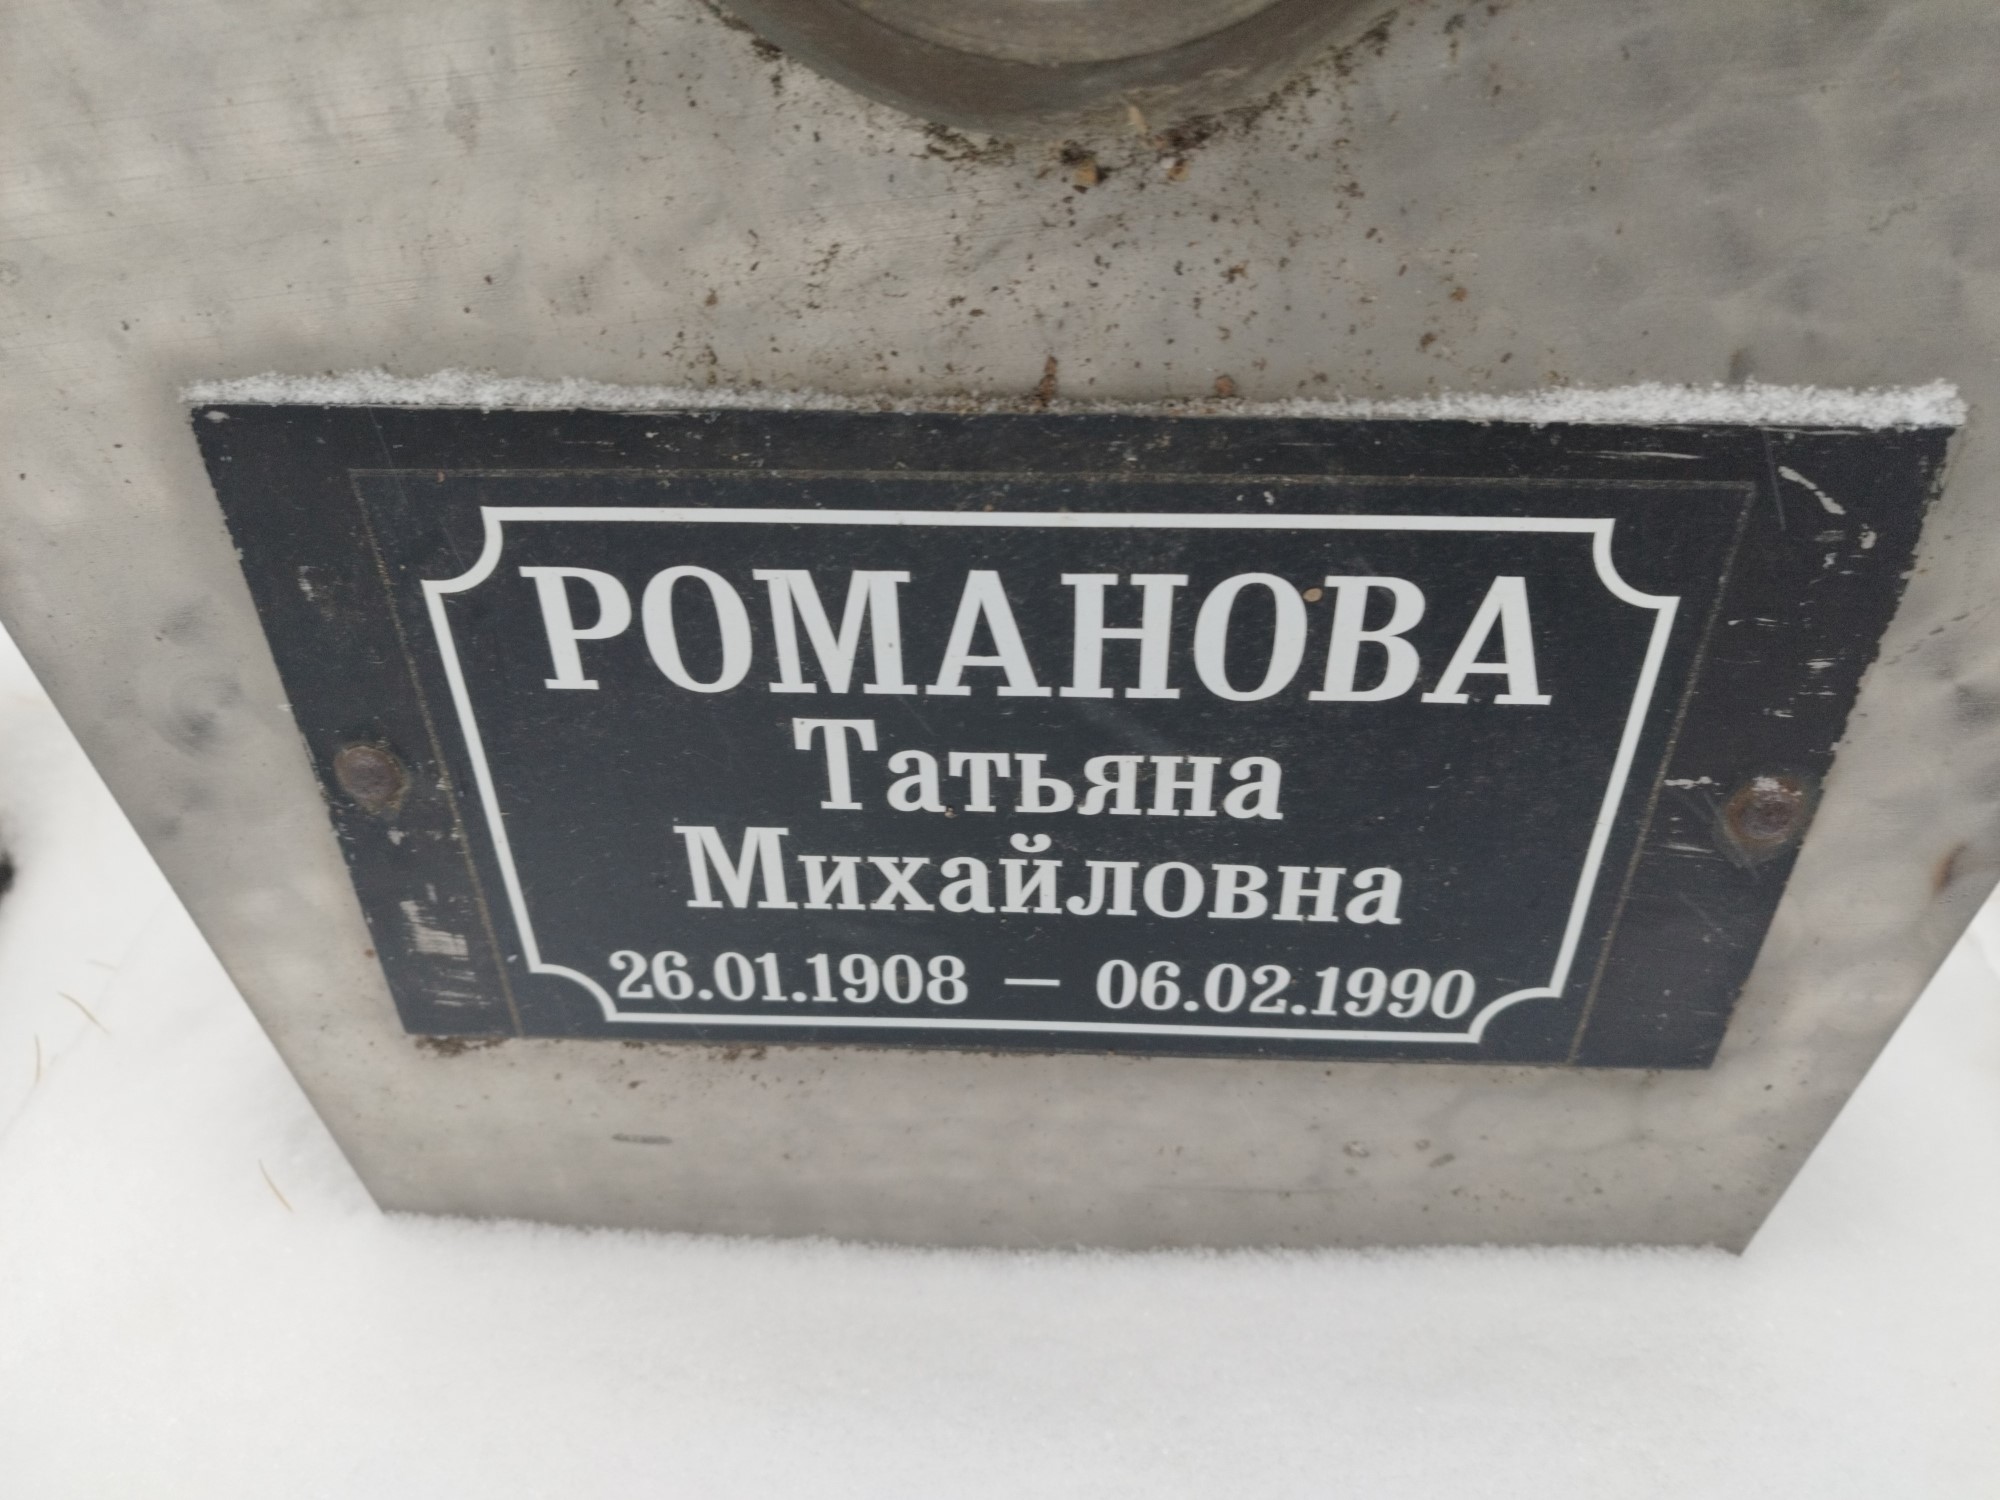 РОМАНОВА
Татьяна
Михайловна
26.01.1908 — 06.02.1990